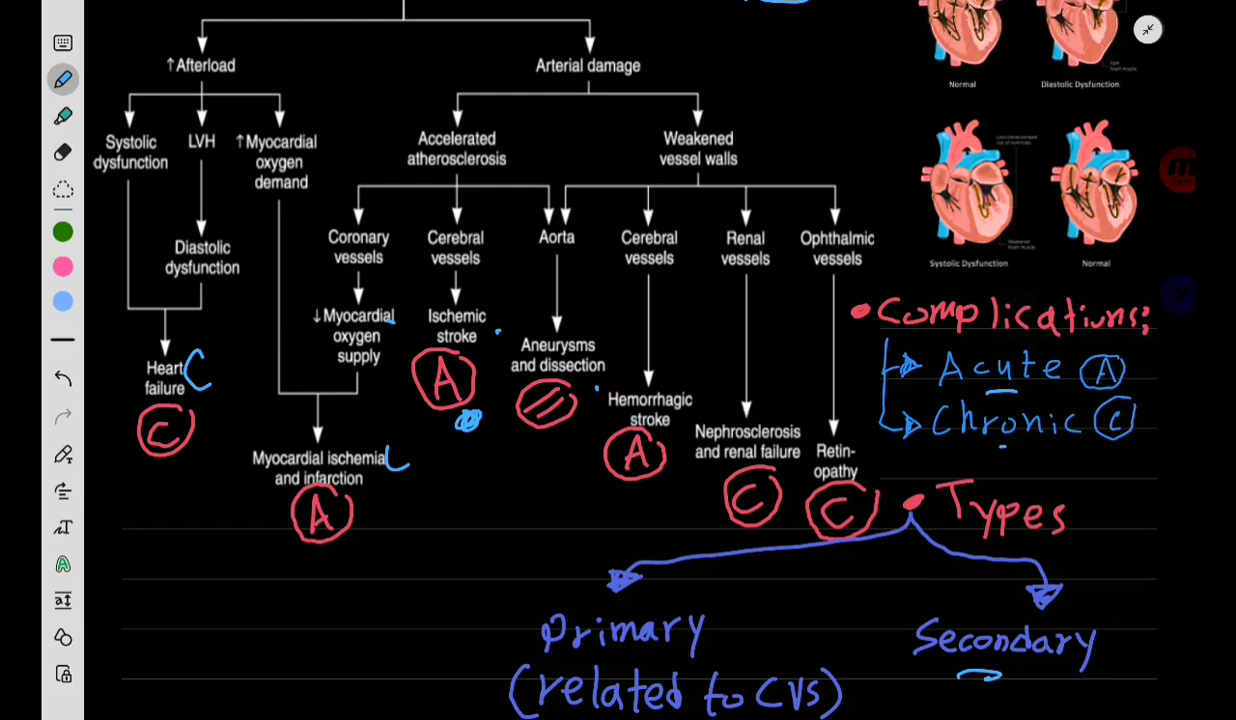 Normal
Diastolic Dysfunction
↑Afterload
Arterial damage
Systolic dysfunction
LVH
↑Myocardial oxygen demand
Accelerated atherosclerosis
Weakened vessel walls
Diastolic dysfunction
Coronary vessels
Cerebral vessels
Aorta
Cerebral vessels
Renal vessels
Ophthalmic vessels
Systolic Dysfunction
Normal
↓Myocardial oxygen supply
Ischemic stroke
A
Aneurysms and dissection
Heart failure
C
C
Myocardial ischemia and infarction
A
Hemorrhagic stroke
A
Nephrosclerosis and renal failure
C
Retin-
opathy
C
• Complications:
Acute A
Chronic C
• Types
Primary
(related to CVS)
Secondary